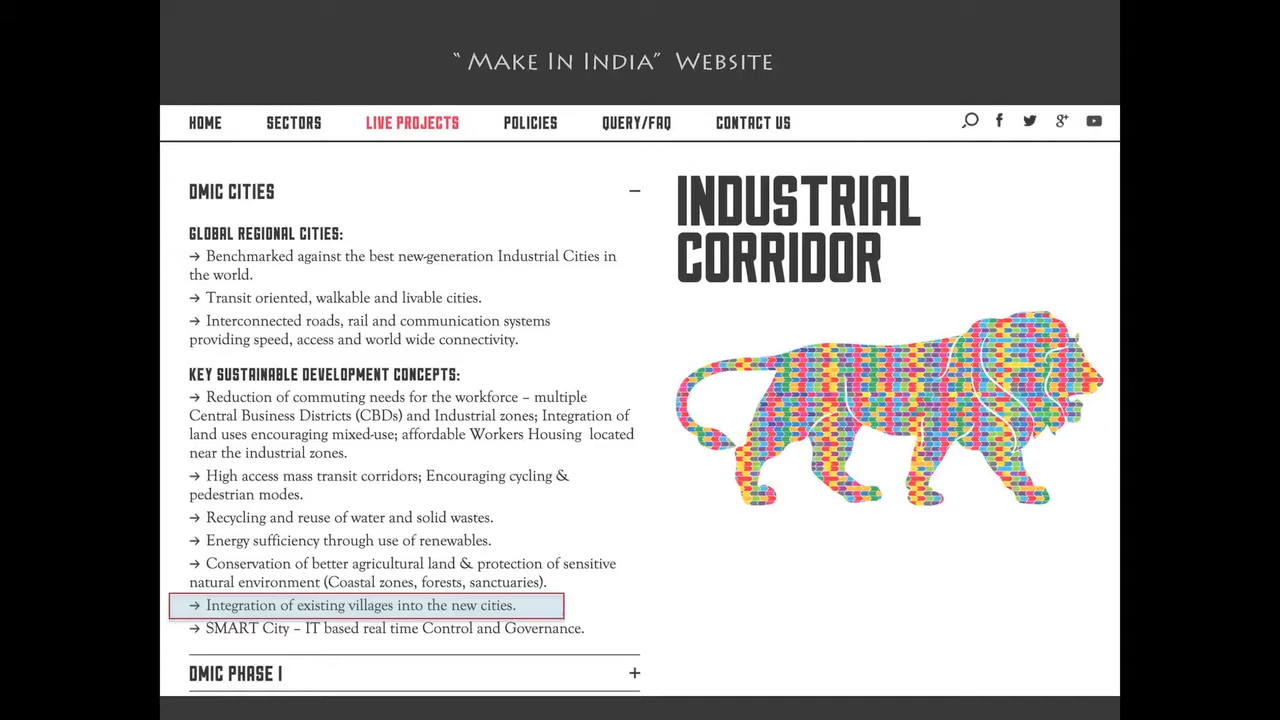 “ Make In India” Website
HOME SECTORS LIVE PROJECTS POLICIES QUERY/FAQ CONTACT US
DMIC CITIES –
GLOBAL REGIONAL CITIES:
→ Benchmarked against the best new-generation Industrial Cities in
the world.
→ Transit oriented, walkable and livable cities.
→ Interconnected roads, rail and communication systems
providing speed, access and world wide connectivity.
KEY SUSTAINABLE DEVELOPMENT CONCEPTS:
→ Reduction of commuting needs for the workforce – multiple
Central Business Districts (CBDs) and Industrial zones; Integration of
land uses encouraging mixed-use; affordable Workers Housing located
near the industrial zones.
→ High access mass transit corridors; Encouraging cycling &
pedestrian modes.
→ Recycling and reuse of water and solid wastes.
→ Energy sufficiency through use of renewables.
→ Conservation of better agricultural land & protection of sensitive
natural environment (Coastal zones, forests, sanctuaries).
→ Integration of existing villages into the new cities.
→ SMART City – IT based real time Control and Governance.
DMIC PHASE I +
INDUSTRIAL
CORRIDOR